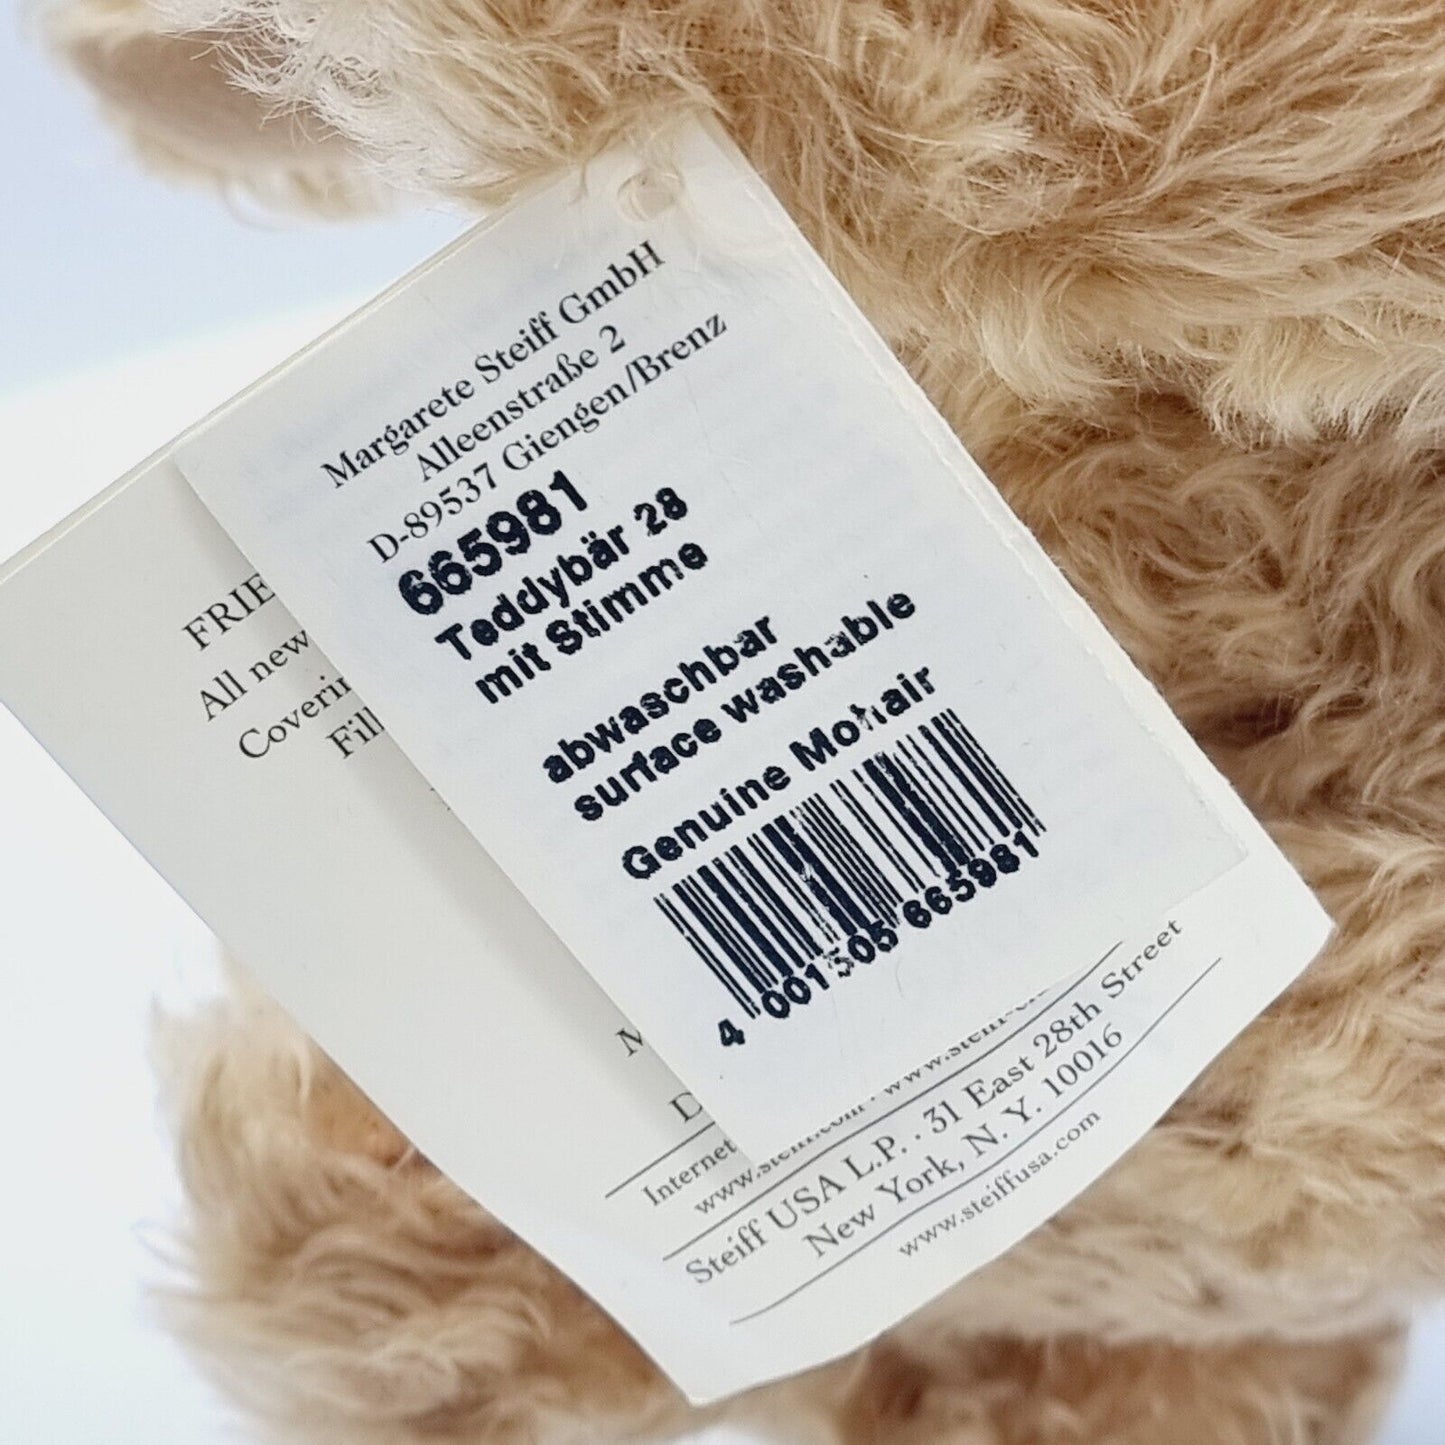 Margarete Steiff GmbH
Alleenstraße 2
D-89537 Giengen/Brenz
665981
Teddybär 28
mit Stimme
abwaschbar
surface washable
Genuine Mohair
4 001505 665981
FRIE
All new
Coverin
Fill
M
D
Internet
www.steiff.com · www.steiff-c
Steiff USA L.P. · 31 East 28th Street
New York, N. Y. 10016
www.steiffusa.com